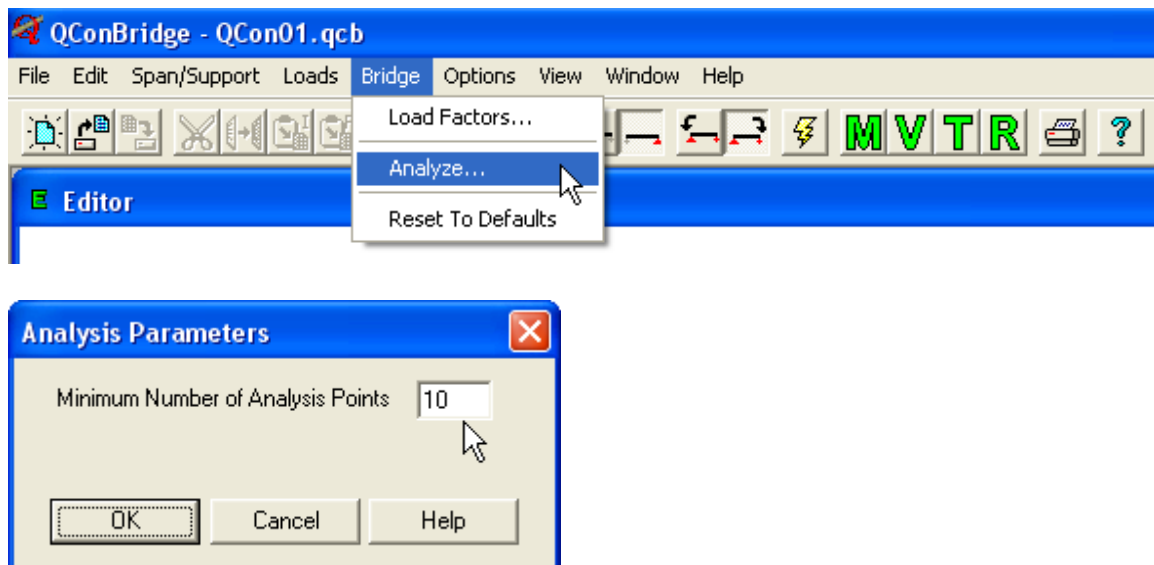 QConBridge - QCon01.qcb
File Edit Span/Support Loads Bridge Options View Window Help
Load Factors...
M V T R ?
Analyze...
E Editor
Reset To Defaults
Analysis Parameters
Minimum Number of Analysis Points 10
OK Cancel Help